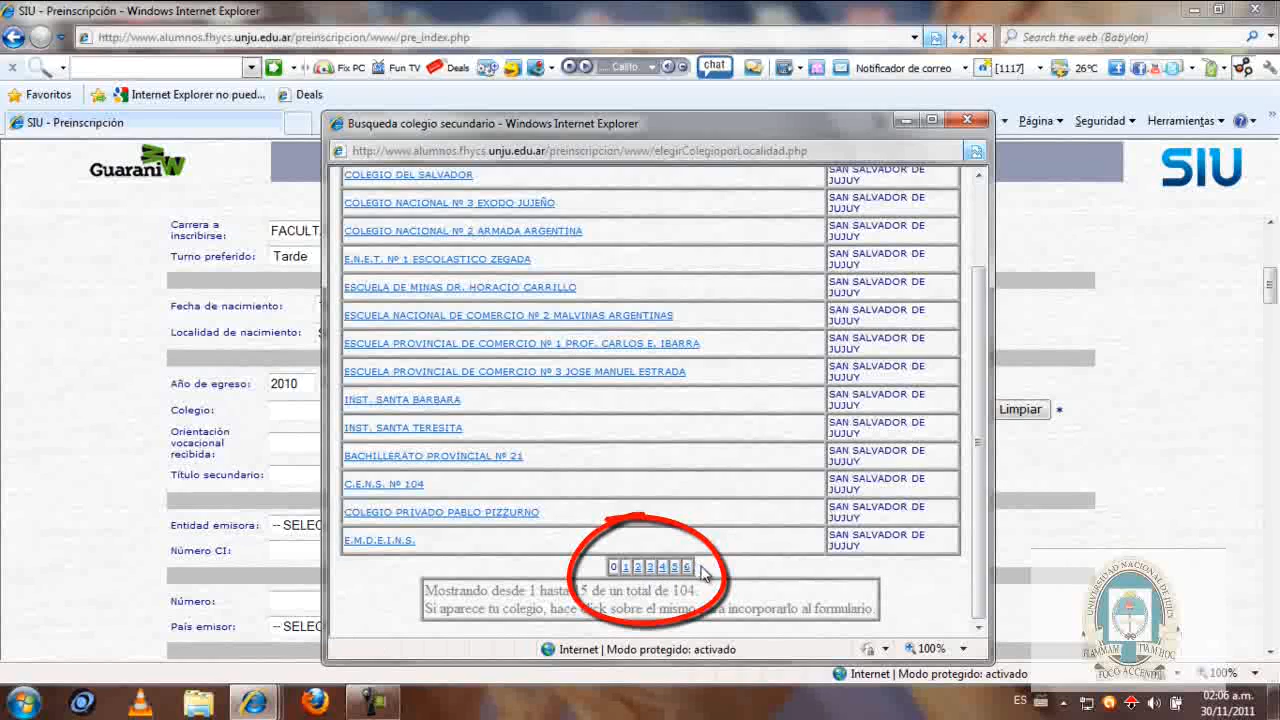 SIU - Preinscripción - Windows Internet Explorer
http://www.alumnos.fhycs.unju.edu.ar/preinscripcion/www/pre_index.php
Search the web (Babylon)
Fix PC
Fun TV
Deals
Calito
chat
Notificador de correo
[1117]
26°C
Favoritos
Internet Explorer no pued...
Deals
SIU - Preinscripción
Página
Seguridad
Herramientas
Busqueda colegio secundario - Windows Internet Explorer
http://www.alumnos.fhycs.unju.edu.ar/preinscripcion/www/elegirColegioporLocalidad.php
Guarani W
SIU
Carrera a
inscribirse:
FACULT
Turno preferido:
Tarde
Fecha de nacimiento:
Localidad de nacimiento:
Año de egreso:
2010
Colegio:
Limpiar *
Orientación
vocacional
recibida:
Título secundario:
Entidad emisora:
-- SELEC
Número CI:
Número:
País emisor:
-- SELEC
COLEGIO DEL SALVADOR
SAN SALVADOR DE
JUJUY
COLEGIO NACIONAL Nº 3 EXODO JUJEÑO
SAN SALVADOR DE
JUJUY
COLEGIO NACIONAL Nº 2 ARMADA ARGENTINA
SAN SALVADOR DE
JUJUY
E.N.E.T. Nº 1 ESCOLASTICO ZEGADA
SAN SALVADOR DE
JUJUY
ESCUELA DE MINAS DR. HORACIO CARRILLO
SAN SALVADOR DE
JUJUY
ESCUELA NACIONAL DE COMERCIO Nº 2 MALVINAS ARGENTINAS
SAN SALVADOR DE
JUJUY
ESCUELA PROVINCIAL DE COMERCIO Nº 1 PROF. CARLOS E. IBARRA
SAN SALVADOR DE
JUJUY
ESCUELA PROVINCIAL DE COMERCIO Nº 3 JOSE MANUEL ESTRADA
SAN SALVADOR DE
JUJUY
INST. SANTA BARBARA
SAN SALVADOR DE
JUJUY
INST. SANTA TERESITA
SAN SALVADOR DE
JUJUY
BACHILLERATO PROVINCIAL Nº 21
SAN SALVADOR DE
JUJUY
C.E.N.S. Nº 104
SAN SALVADOR DE
JUJUY
COLEGIO PRIVADO PABLO PIZZURNO
SAN SALVADOR DE
JUJUY
E.M.D.E.I.N.S.
SAN SALVADOR DE
JUJUY
0 1 2 3 4 5 6
Mostrando desde 1 hasta 15 de un total de 104.
Si aparece tu colegio, hace click sobre el mismo para incorporarlo al formulario.
Internet | Modo protegido: activado
100%
UNIVERSIDAD NACIONAL DE JUJUY
Internet | Modo protegido: activado
100%
ES
02:06 a.m.
30/11/2011